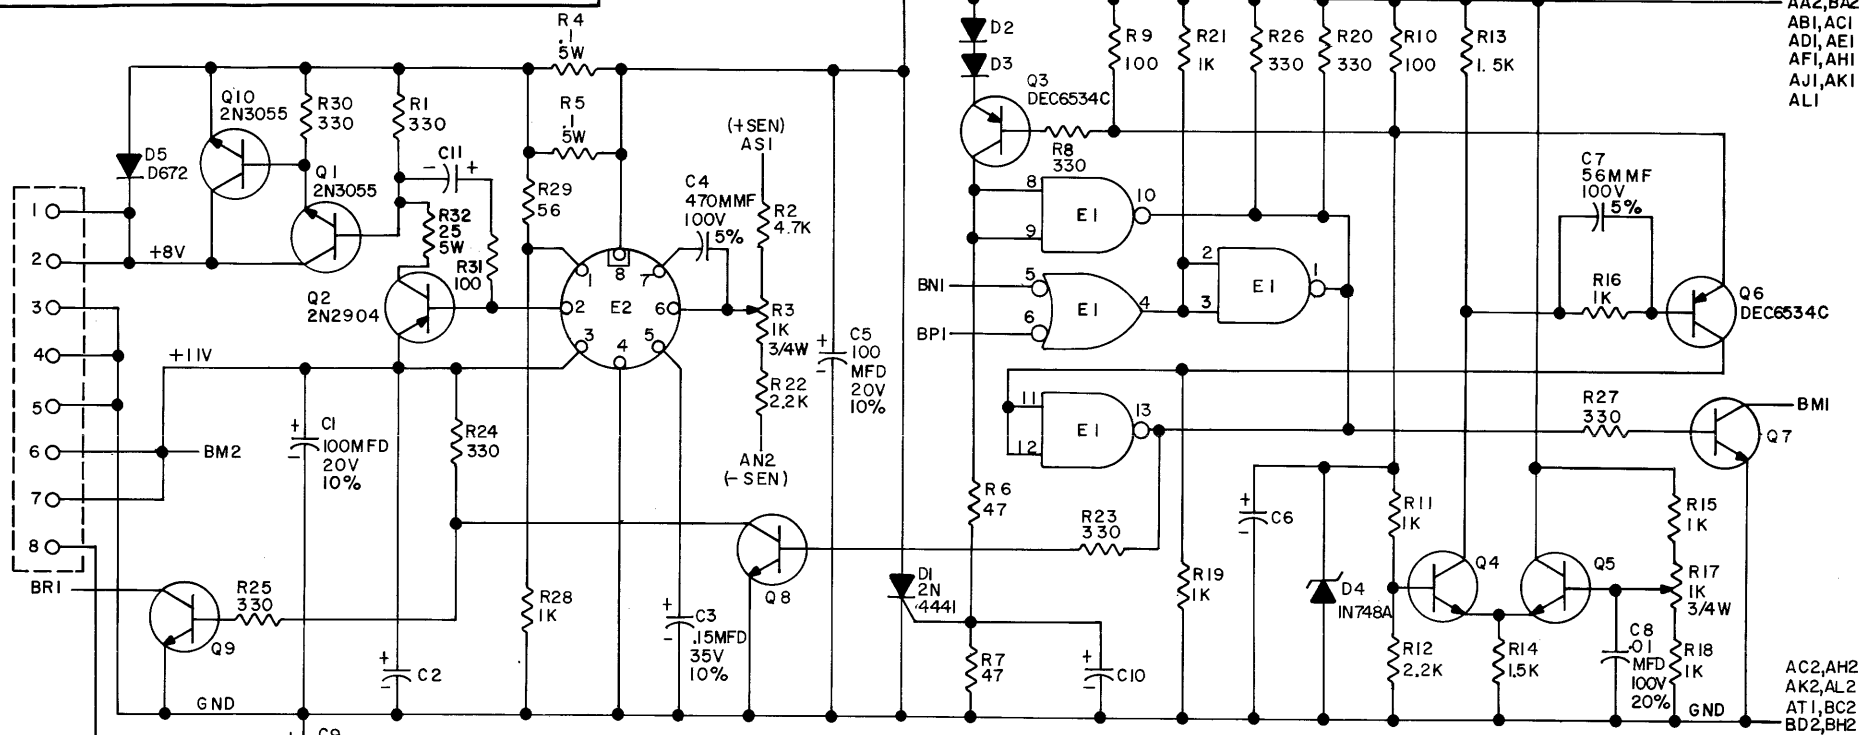 R4
.1
5W
R5
.1
5W
Q10
2N3055
R30
330
R1
330
C11
- +
D5
D672
Q1
2N3055
R32
25
5W
R31
100
R29
56
1
2
3
4
5
6
7
8
+8V
Q2
2N2904
+11V
BM2
+
-
C1
100MFD
20V
10%
R24
330
BR1
R25
330
Q9
GND
+
-
C2
+
C9
E2
1
2
3
4
5
6
7
8
C4
470MMF
100V
5%
(+SEN)
AS1
R2
4.7K
R3
1K
3/4W
R22
2.2K
AN2
(-SEN)
+
-
C5
100
MFD
20V
10%
R28
1K
+
-
C3
.15MFD
35V
10%
Q8
D1
2N
4441
D2
D3
Q3
DEC6534C
R8
330
R9
100
R21
1K
R26
330
R20
330
R10
100
R13
1.5K
AA2,BA2
AB1,AC1
AD1,AE1
AF1,AH1
AJ1,AK1
AL1
8
9
E1
10
BN1
5
BP1
6
E1
4
2
3
E1
1
11
12
E1
13
C7
56MMF
100V
5%
R16
1K
Q6
DEC6534C
R27
330
BM1
Q7
R6
47
R23
330
R7
47
+
-
C10
R19
1K
+
-
C6
D4
IN748A
R11
1K
R12
2.2K
Q4
Q5
R14
1.5K
R15
1K
R17
1K
3/4W
C8
.01
MFD
100V
20%
R18
1K
GND
AC2,AH2
AK2,AL2
AT1,BC2
BD2,BH2